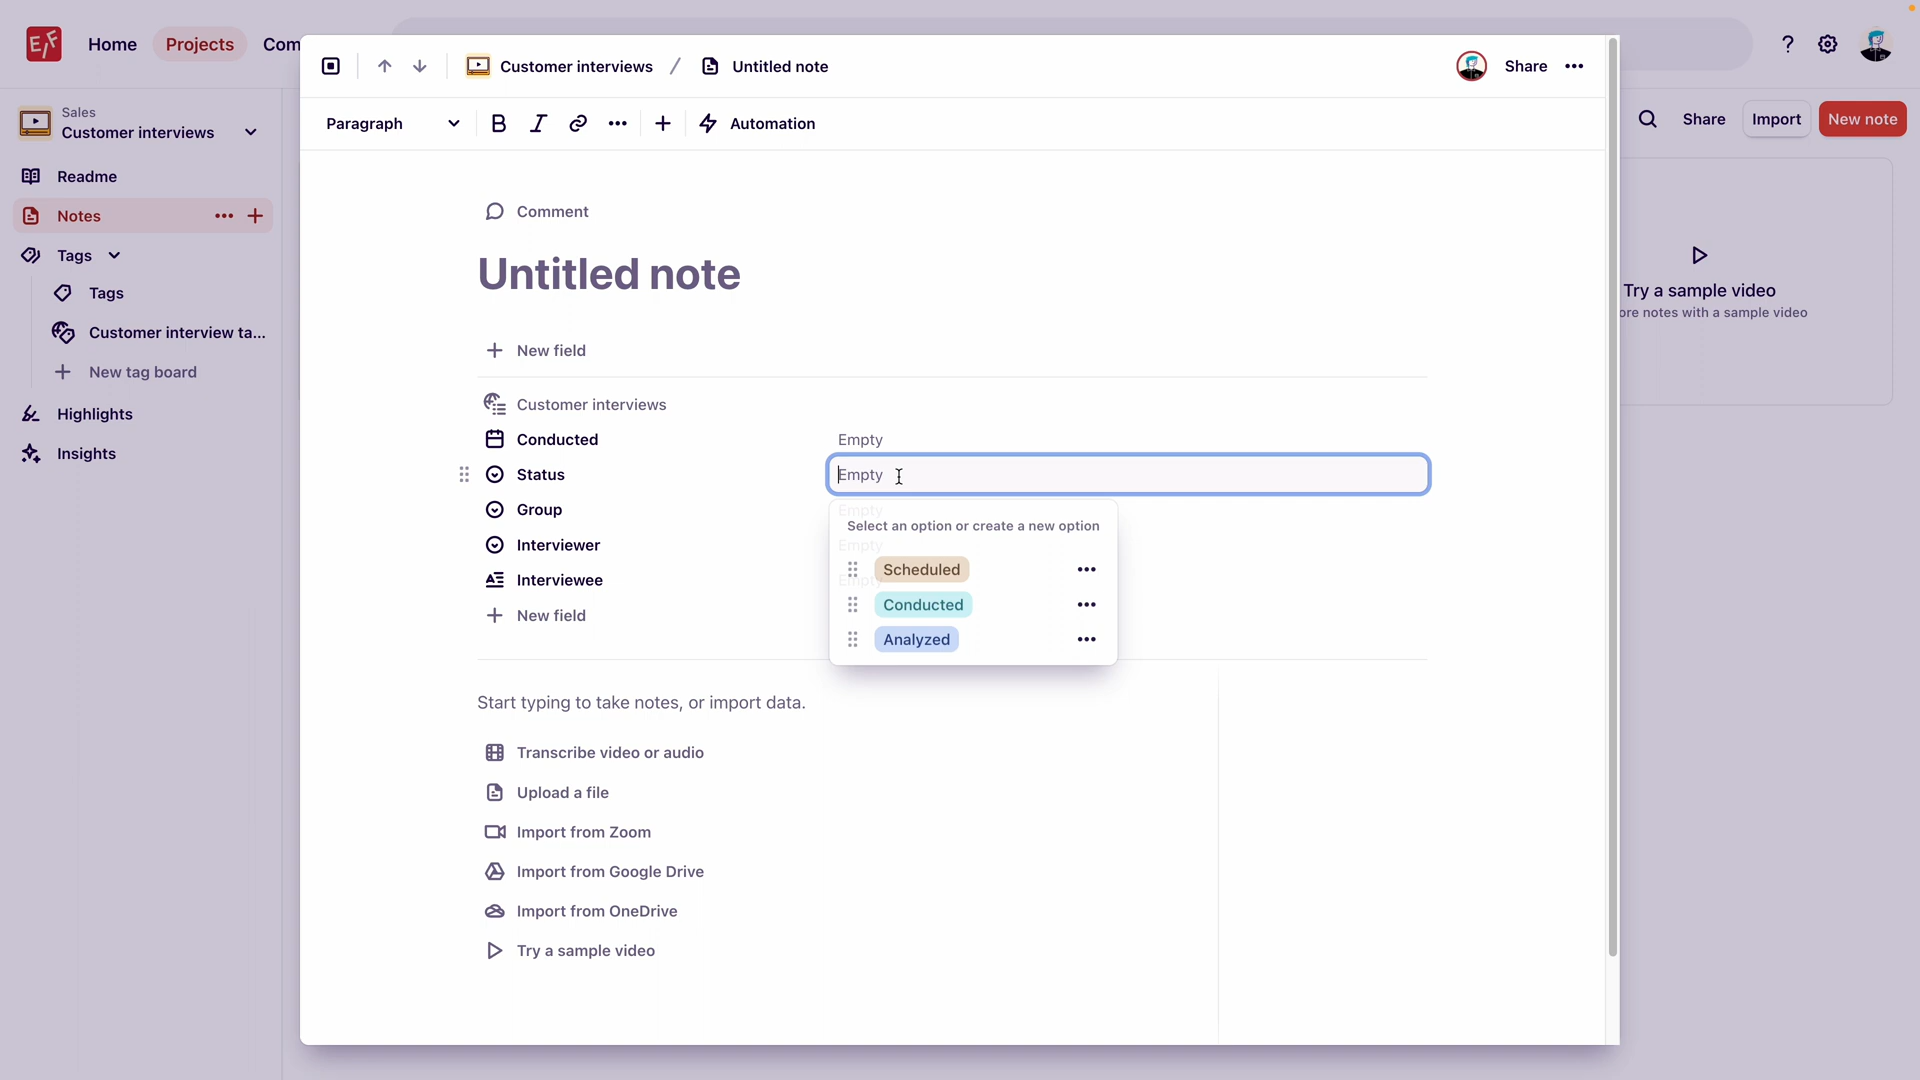 E/F
Home
Projects
Com
Customer interviews / Untitled note
Share
?
Sales
Customer interviews
Paragraph
B
I
Automation
Share
Import
New note
Readme
Notes
Tags
Tags
Customer interview ta...
New tag board
Highlights
Insights
Comment
Untitled note
New field
Customer interviews
Conducted
Empty
Status
Empty
Group
Empty
Select an option or create a new option
Interviewer
Empty
Scheduled
Interviewee
Empty
Conducted
New field
Analyzed
Start typing to take notes, or import data.
Transcribe video or audio
Upload a file
Import from Zoom
Import from Google Drive
Import from OneDrive
Try a sample video
Try a sample video
ore notes with a sample video